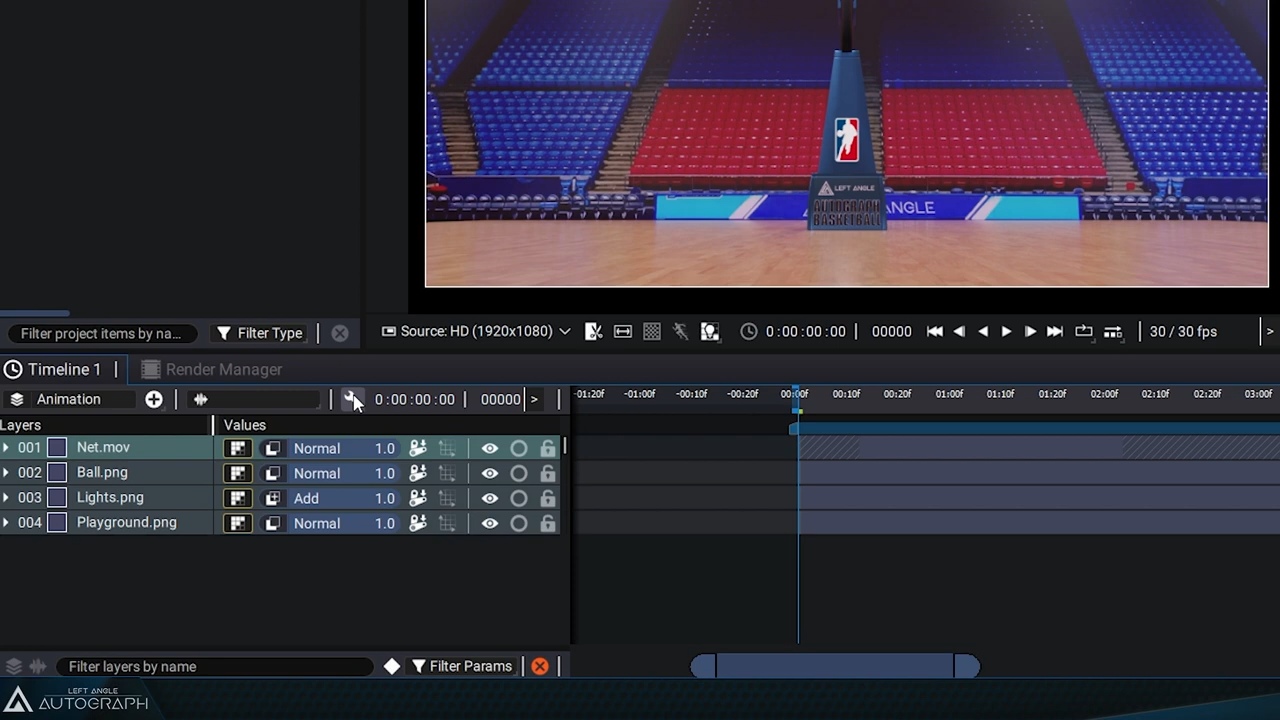 LEFT ANGLE
ANGLE
AUTOGRAPH
BASKETBALL
Filter project items by na...
Filter Type
Source: HD (1920x1080)
0:00:00:00
00000
30 / 30 fps
>
Timeline 1
Render Manager
Animation
0:00:00:00
00000
>
-01:20f -01:00f -00:10f -00:20f 00:00f 00:10f 00:20f 01:00f 01:10f 01:20f 02:00f 02:10f 02:20f 03:00f
Layers Values
001 Net.mov Normal 1.0
002 Ball.png Normal 1.0
003 Lights.png Add 1.0
004 Playground.png Normal 1.0
Filter layers by name
Filter Params
LEFT ANGLE
AUTOGRAPH